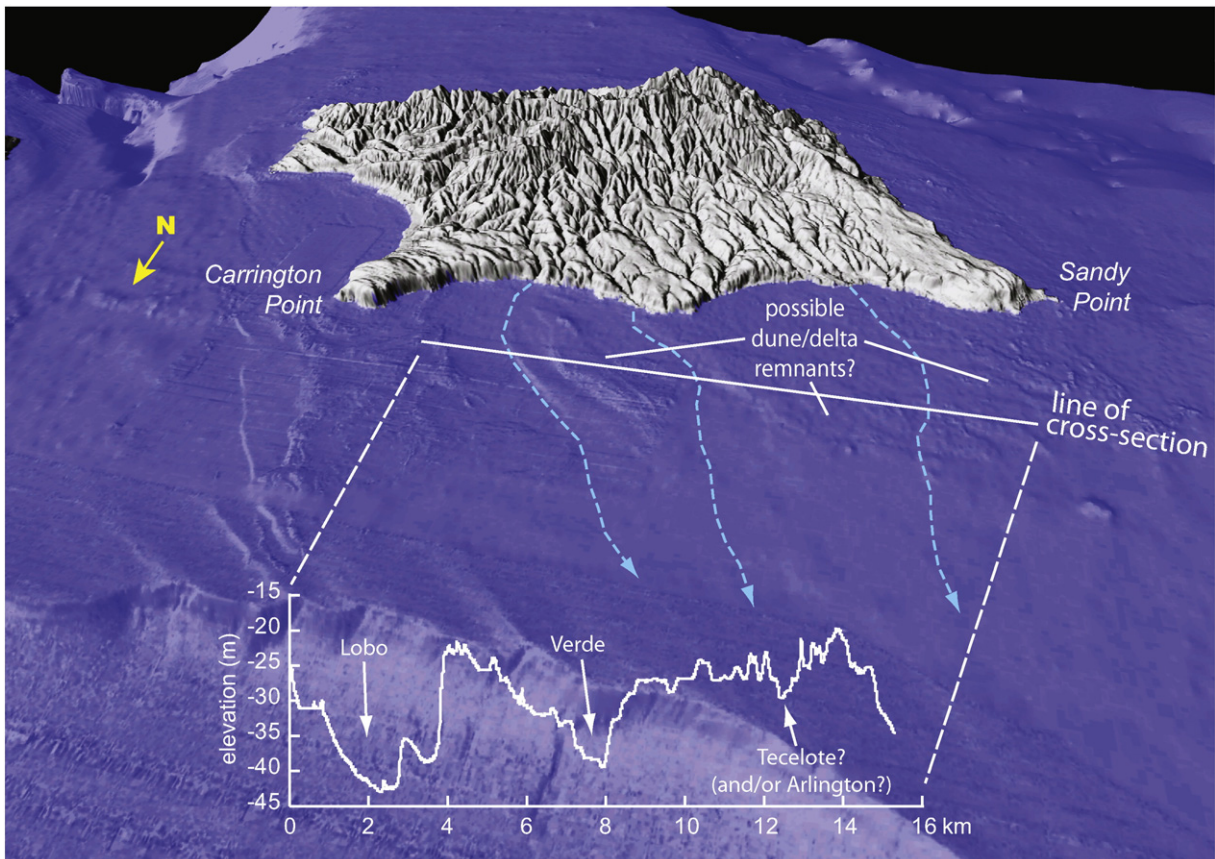 N
Carrington
Point
Sandy
Point
possible
dune/delta
remnants?
line of
cross-section
-15
-20
-25
-30
-35
-40
-45
elevation (m)
Lobo
Verde
Tecelote?
(and/or Arlington?)
0 2 4 6 8 10 12 14 16 km